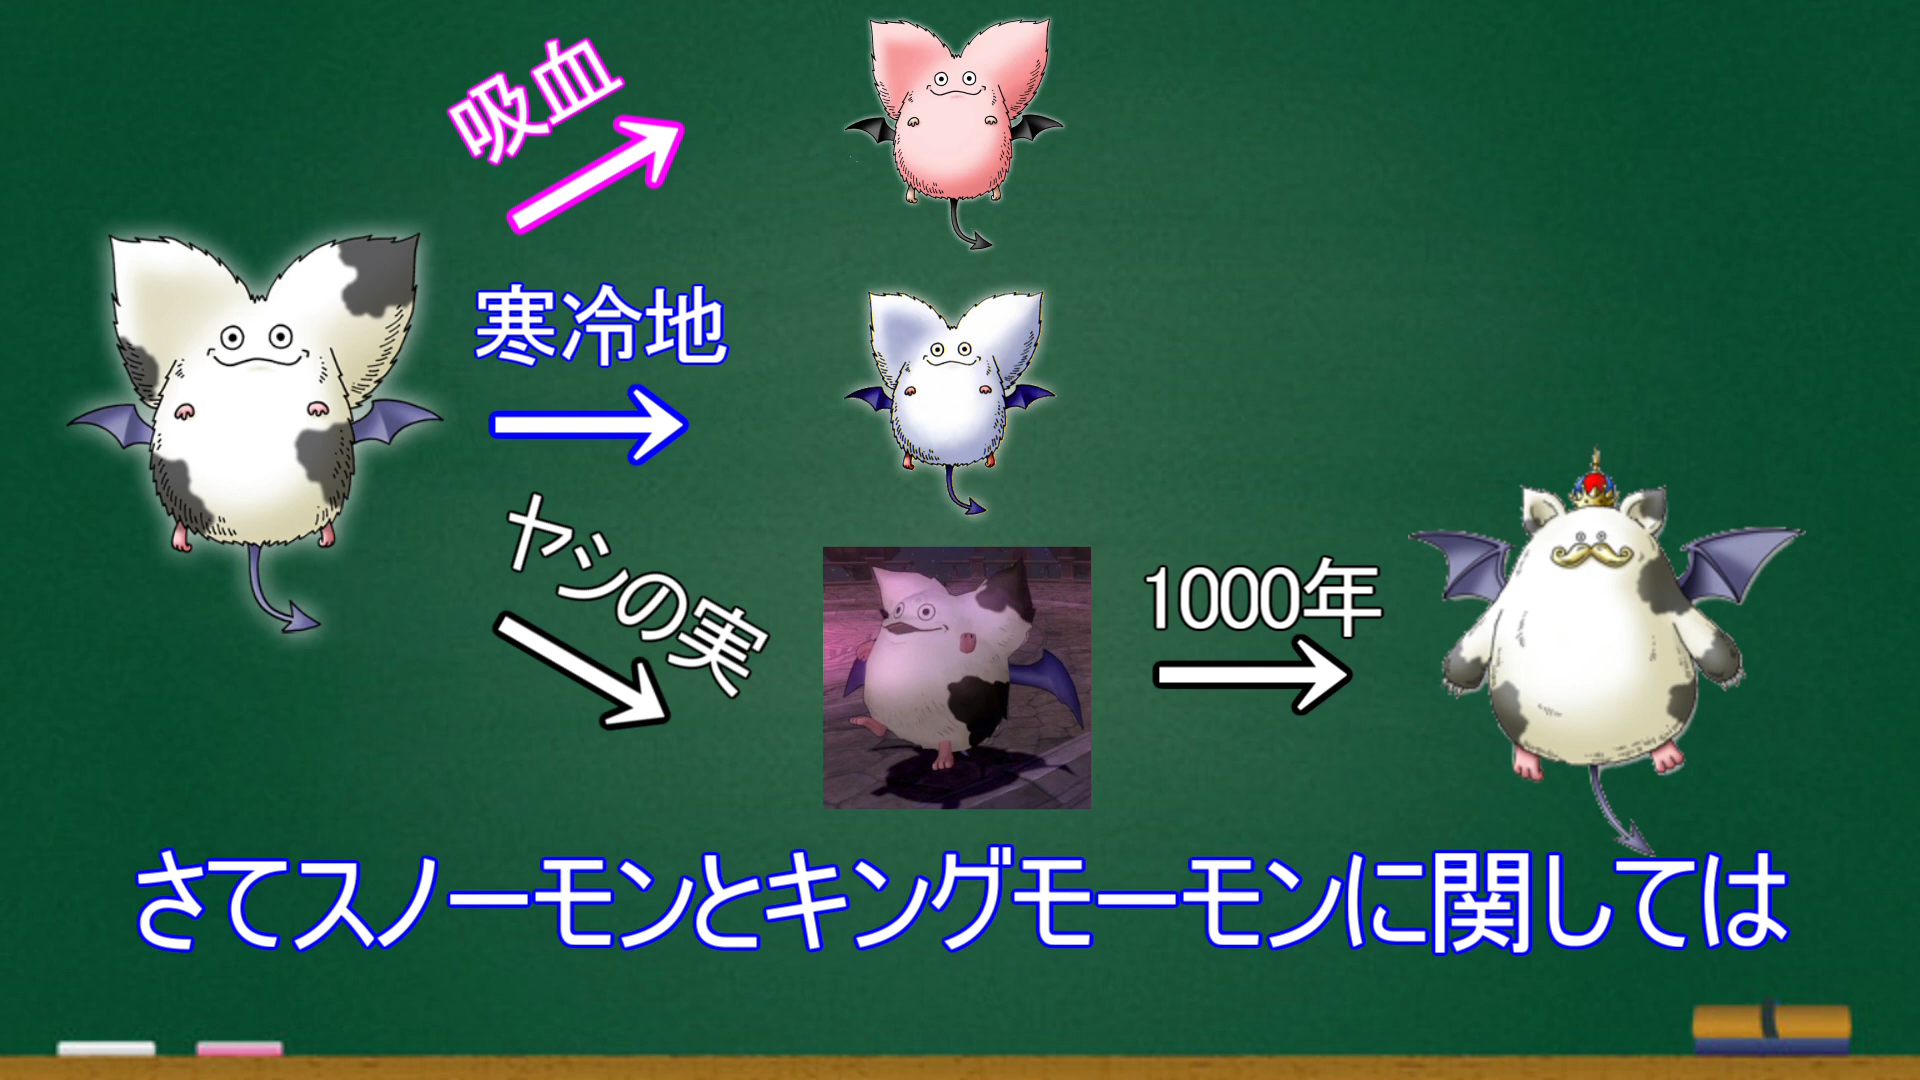 吸血
寒冷地
ヤシの実
1000年
さてスノーモンとキングモーモンに関しては